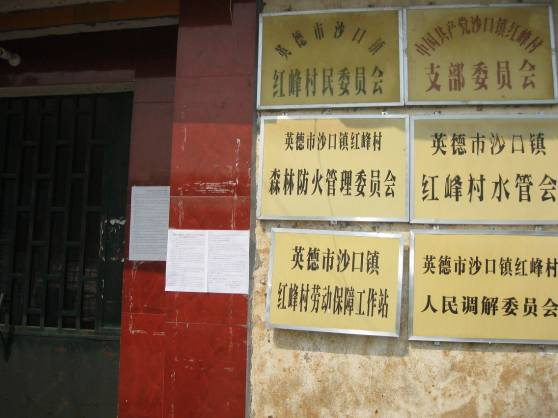 英德市沙口镇
红峰村民委员会
中国共产党沙口镇红峰村
支部委员会
英德市沙口镇红峰村
森林防火管理委员会
英德市沙口镇
红峰村水管会
英德市沙口镇
红峰村劳动保障工作站
英德市沙口镇红峰村
人民调解委员会